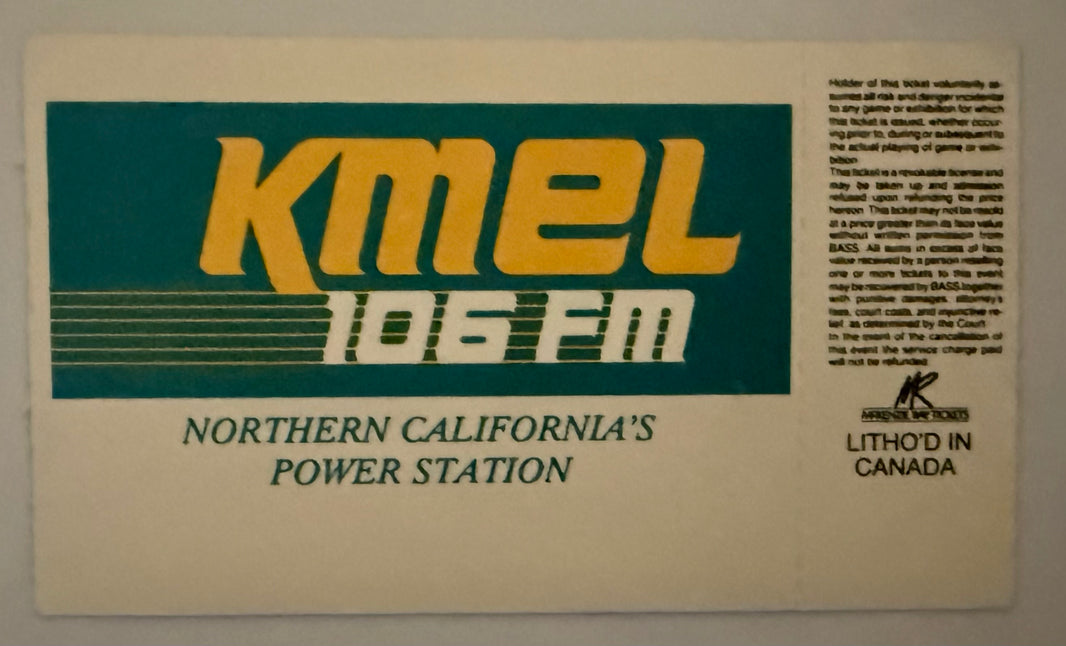 KMEL
106 FM
NORTHERN CALIFORNIA'S
POWER STATION
Holder of this ticket voluntarily as-
sumes all risk and danger incidental
to any game or exhibition for which
this ticket is issued, whether occur-
ing prior to, during or subsequent to
the actual playing of game or exhi-
bition.
This ticket is a revokable license and
may be taken up and admission
refused upon refunding the price
hereon. This ticket may not be resold
at a price greater than its face value
without written permission from
BASS. All sums in excess of face
value received by a person reselling
one or more tickets to this event
may be recovered by BASS together
with punitive damages, attorney's
fees, court costs, and injunctive re-
lief, as determined by the Court.
In the event of the cancellation of
this event the service charge paid
will not be refunded.
MR
TICKETS
LITHO'D IN
CANADA